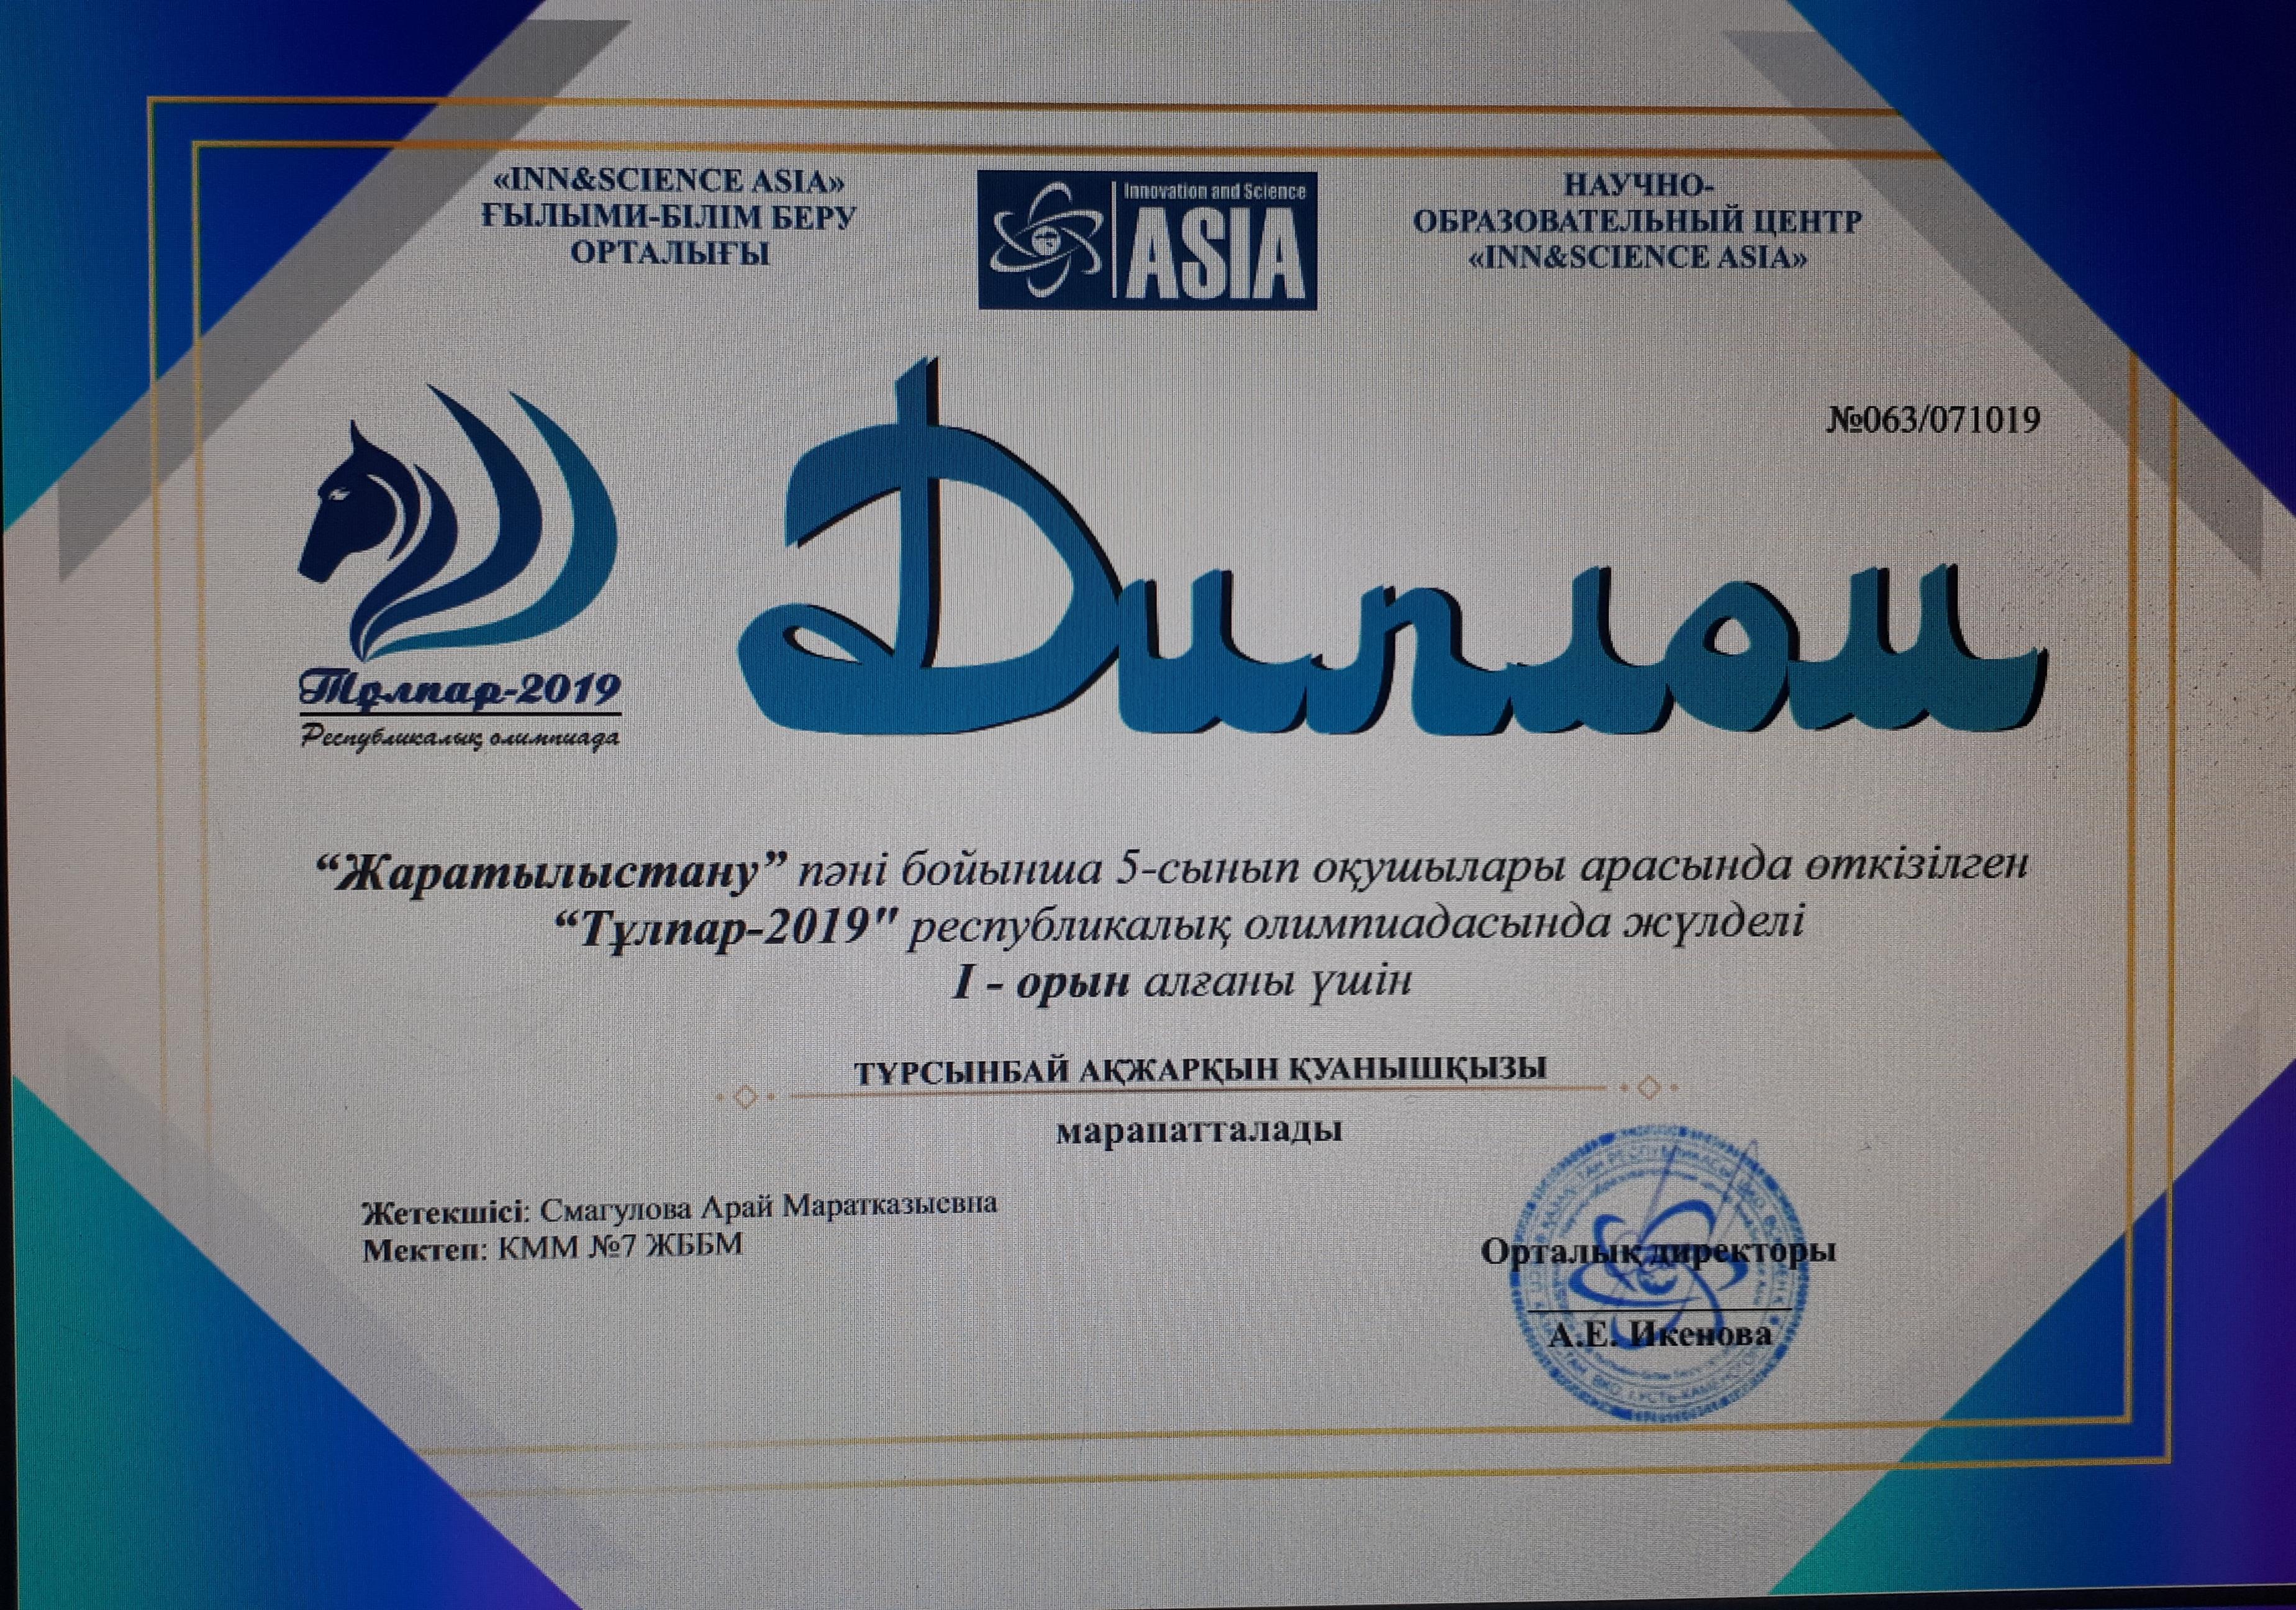 «INN&SCIENCE ASIA»
ҒЫЛЫМИ-БІЛІМ БЕРУ
ОРТАЛЫҒЫ
Innovation and Science
ASIA
НАУЧНО-
ОБРАЗОВАТЕЛЬНЫЙ ЦЕНТР
«INN&SCIENCE ASIA»
№063/071019
Диплом
Тұлпар-2019
Республикалық олимпиада
“Жаратылыстану” пәні бойынша 5-сынып оқушылары арасында өткізілген
“Тұлпар-2019" республикалық олимпиадасында жүлделі
I - орын алғаны үшін
ТҰРСЫНБАЙ АҚЖАРҚЫН ҚУАНЫШҚЫЗЫ
марапатталады
Жетекшісі: Смагулова Арай Маратказыевна
Мектеп: КММ №7 ЖББМ
Орталық директоры
А.Е. Икенова